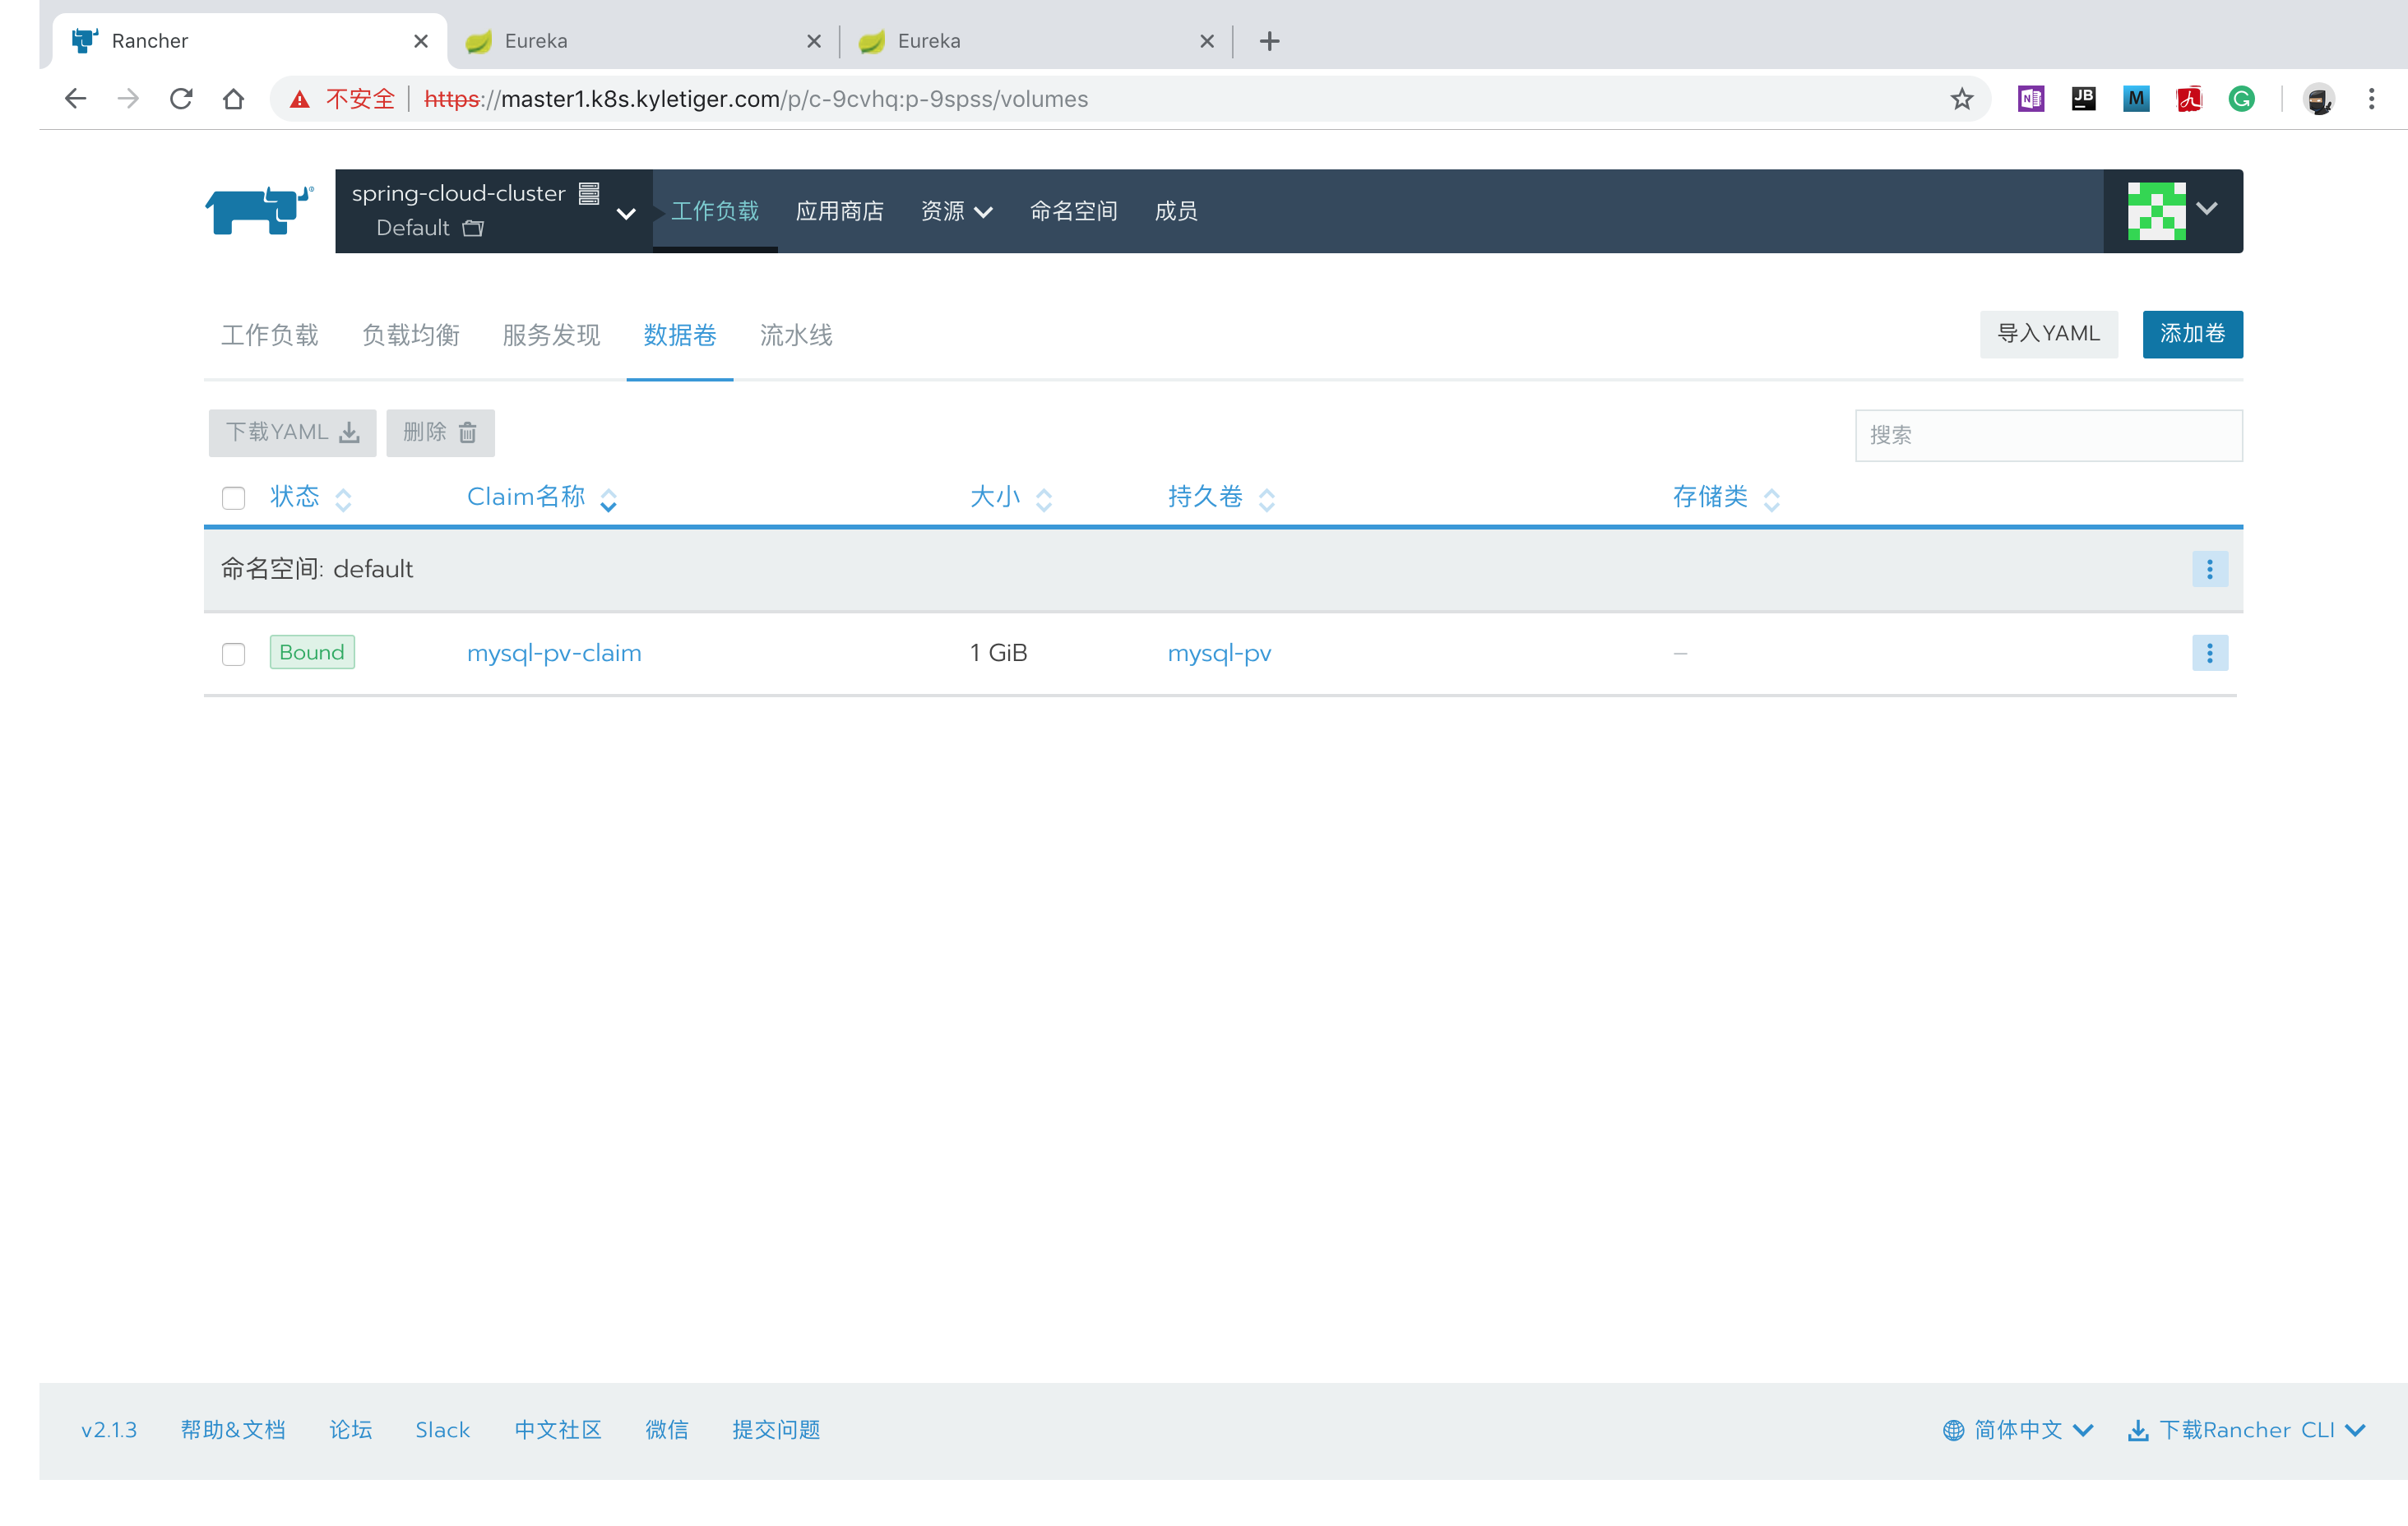 Rancher
Eureka
Eureka
不安全 https://master1.k8s.kyletiger.com/p/c-9cvhq:p-9spss/volumes
spring-cloud-cluster
Default
工作负载 应用商店 资源 命名空间 成员
工作负载 负载均衡 服务发现 数据卷 流水线
导入YAML 添加卷
下载YAML 删除
搜索
状态 Claim名称 大小 持久卷 存储类
命名空间: default
Bound mysql-pv-claim 1 GiB mysql-pv –
v2.1.3 帮助&文档 论坛 Slack 中文社区 微信 提交问题
简体中文 下载Rancher CLI